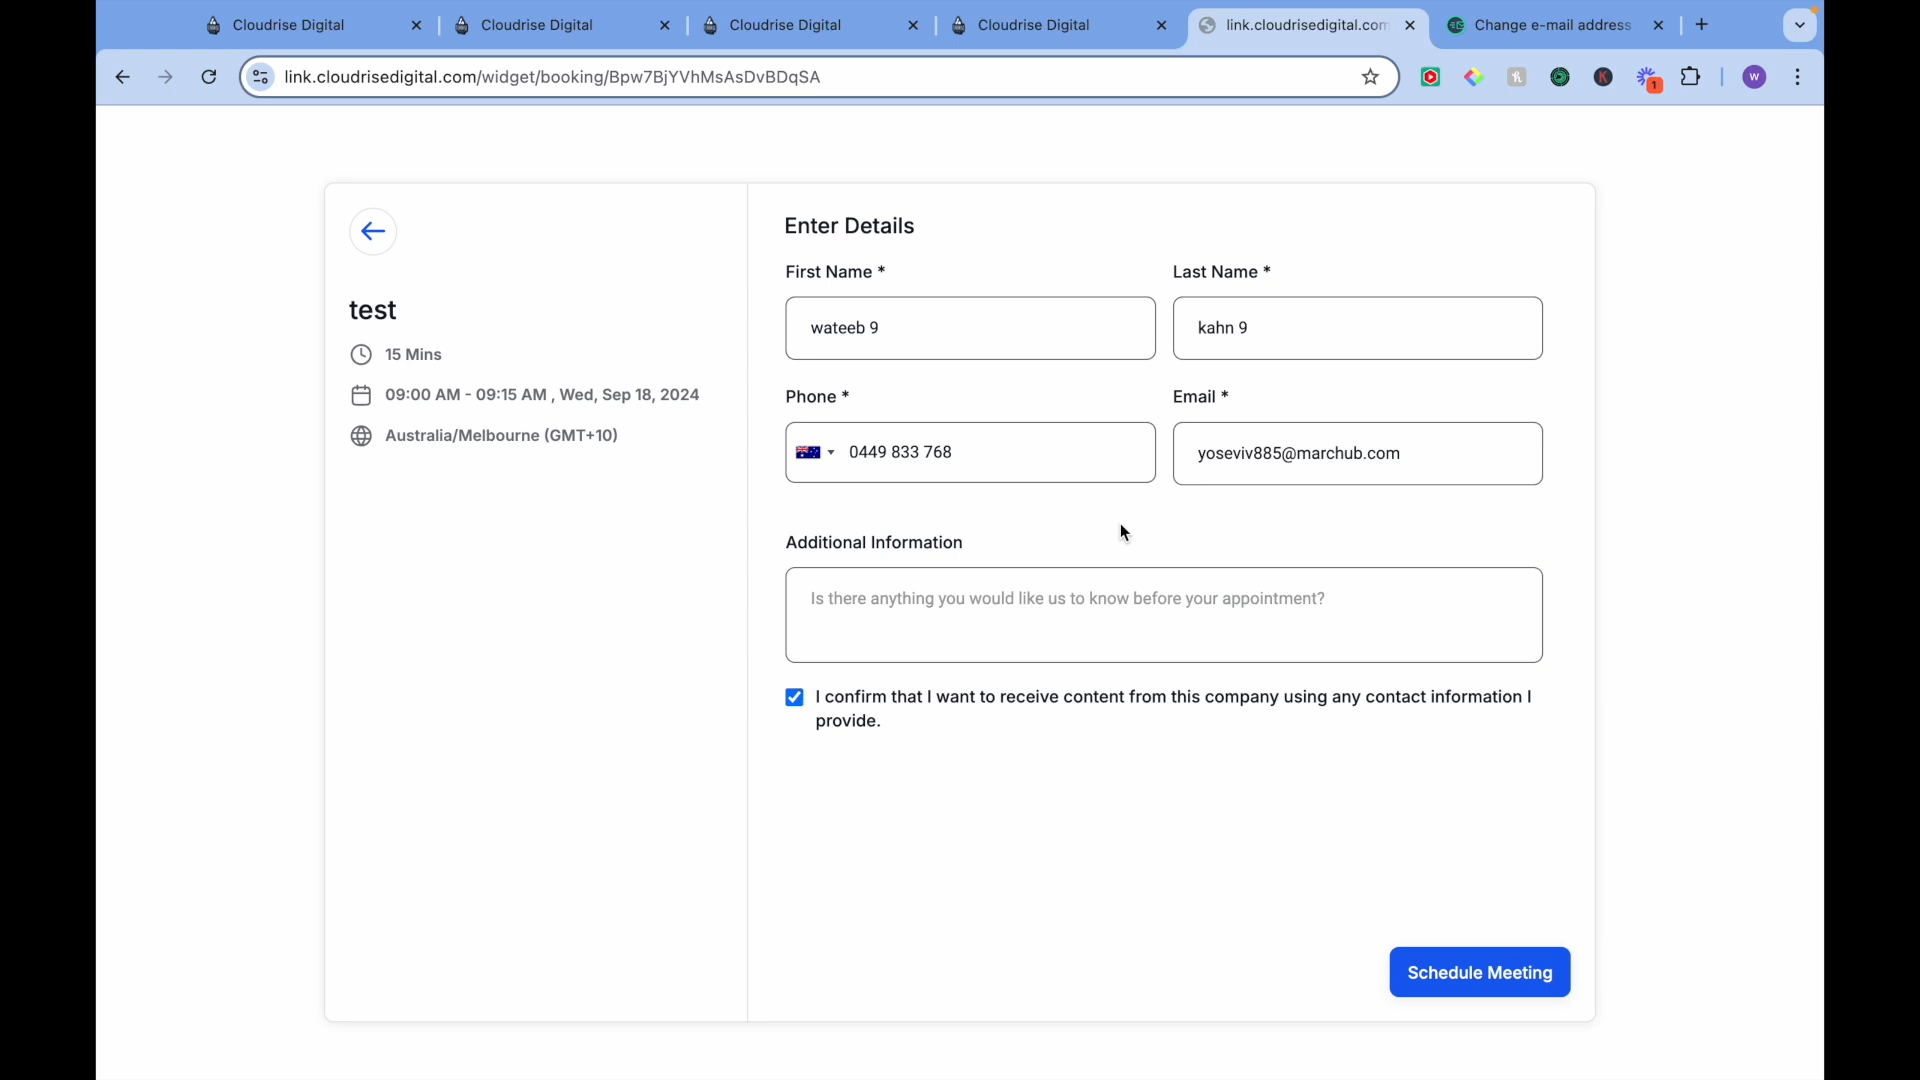 Cloudrise Digital
Cloudrise Digital
Cloudrise Digital
Cloudrise Digital
link.cloudrisedigital.com
Change e-mail address
link.cloudrisedigital.com/widget/booking/Bpw7BjYVhMsAsDvBDqSA
K
1
W
test
15 Mins
09:00 AM - 09:15 AM , Wed, Sep 18, 2024
Australia/Melbourne (GMT+10)
Enter Details
First Name *
Last Name *
wateeb 9
kahn 9
Phone *
Email *
0449 833 768
yoseviv885@marchub.com
Additional Information
Is there anything you would like us to know before your appointment?
I confirm that I want to receive content from this company using any contact information I
provide.
Schedule Meeting